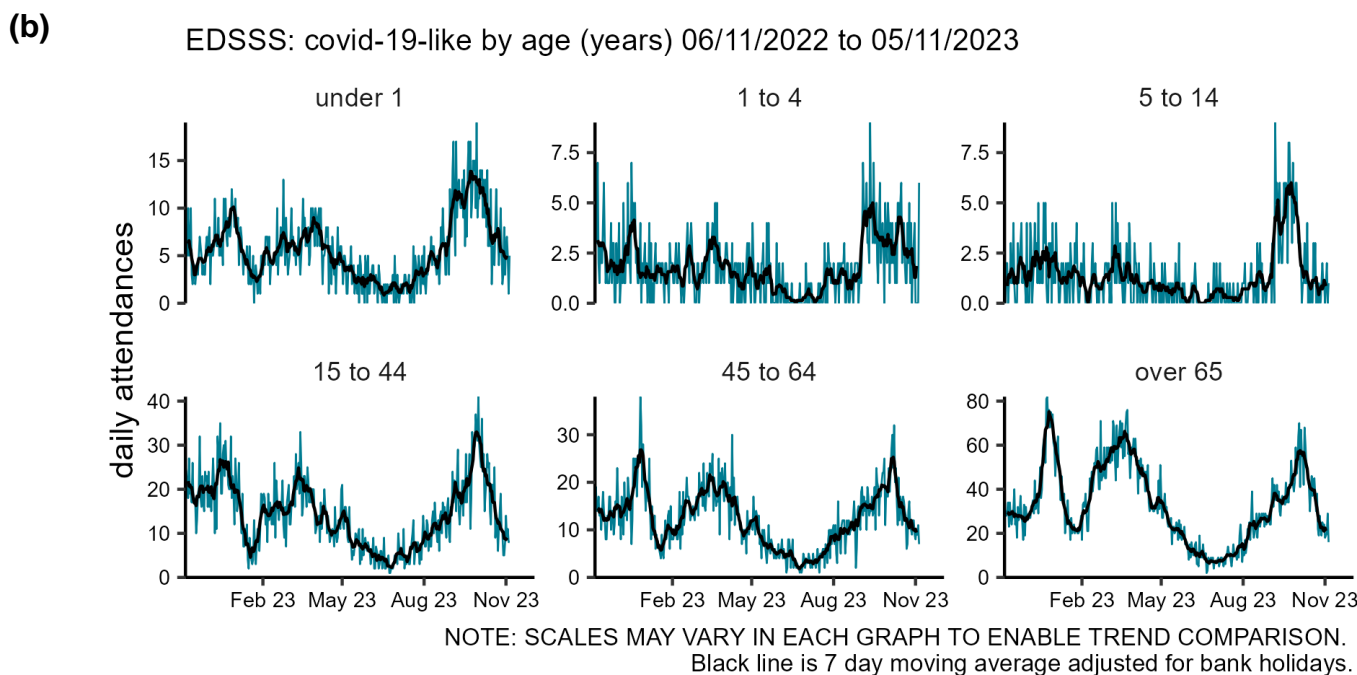 (b)
EDSSS: covid-19-like by age (years) 06/11/2022 to 05/11/2023
under 1
1 to 4
5 to 14
15
10
5
0
7.5
5.0
2.5
0.0
7.5
5.0
2.5
0.0
daily attendances
15 to 44
45 to 64
over 65
40
30
20
10
0
30
20
10
0
80
60
40
20
0
Feb 23 May 23 Aug 23 Nov 23
Feb 23 May 23 Aug 23 Nov 23
Feb 23 May 23 Aug 23 Nov 23
NOTE: SCALES MAY VARY IN EACH GRAPH TO ENABLE TREND COMPARISON.
Black line is 7 day moving average adjusted for bank holidays.